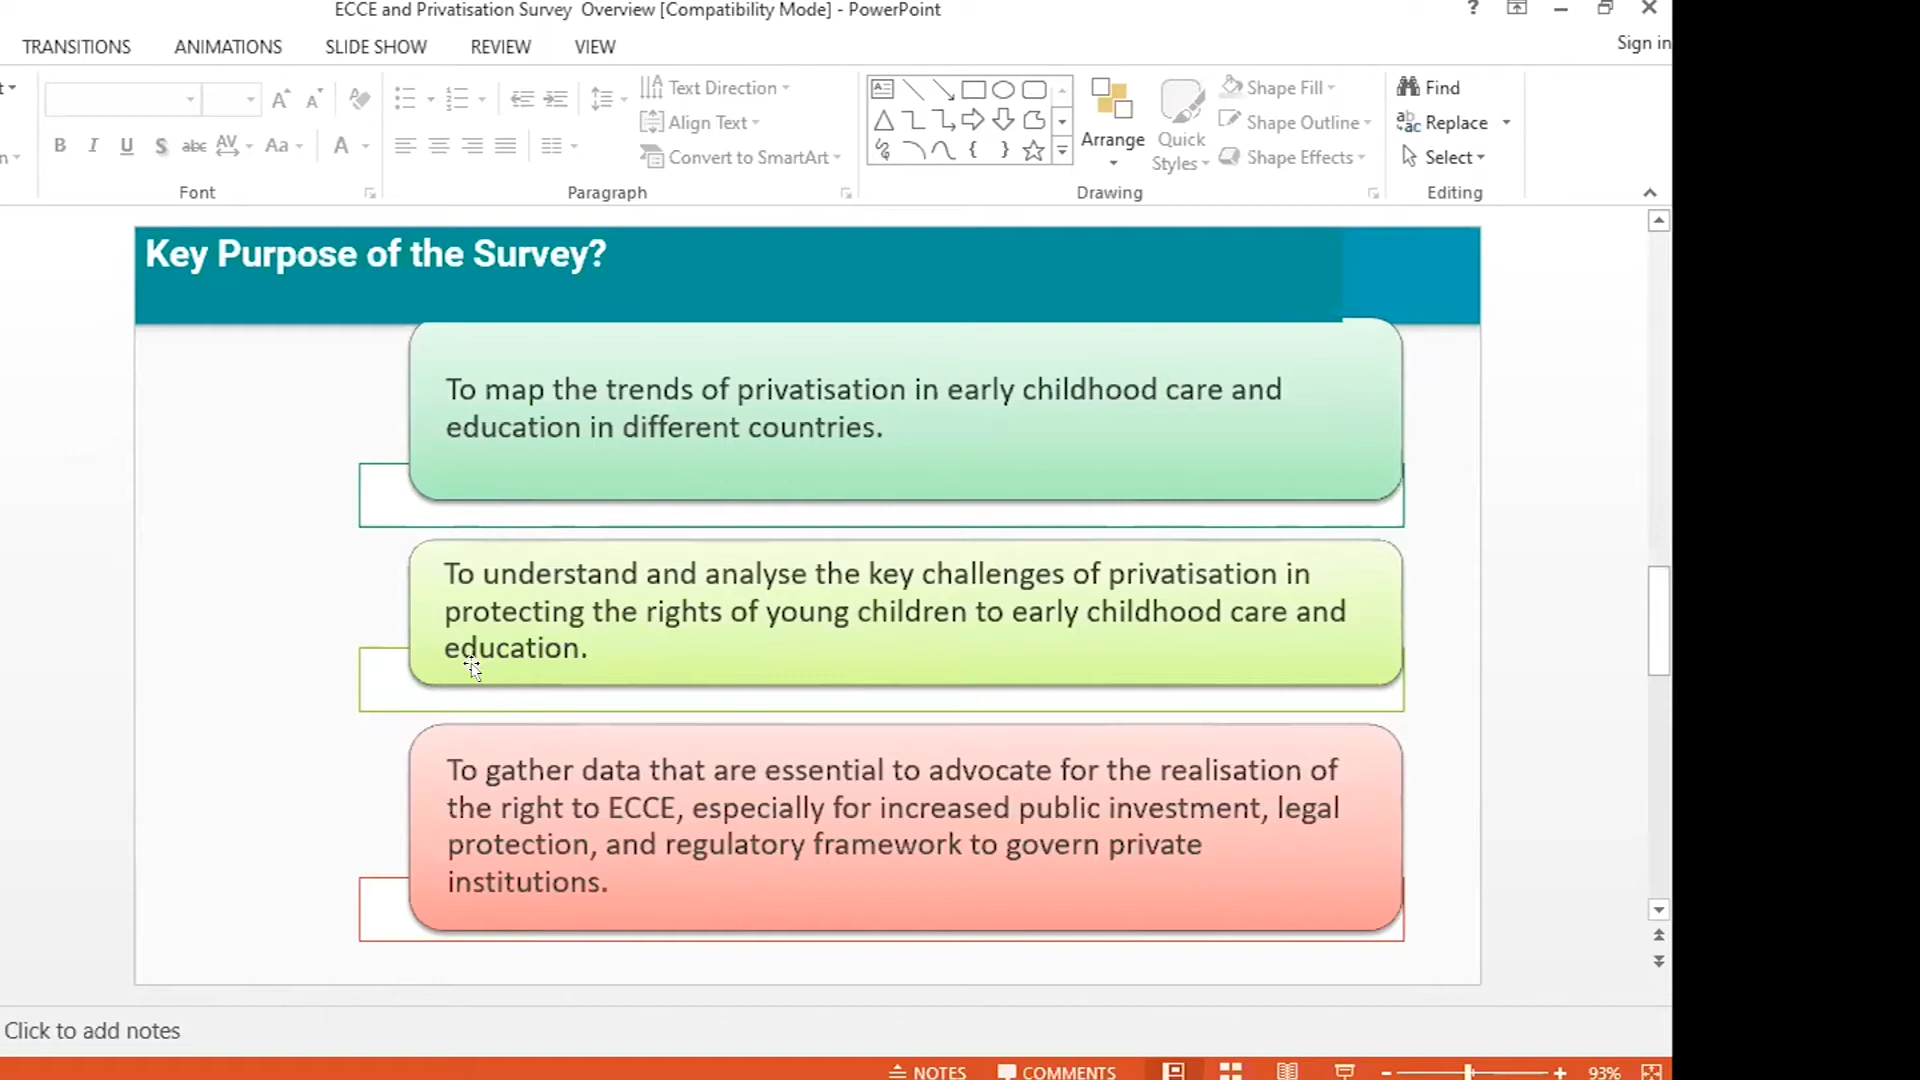 ECCE and Privatisation Survey Overview [Compatibility Mode] - PowerPoint
?
TRANSITIONS ANIMATIONS SLIDE SHOW REVIEW VIEW
Sign in
Text Direction
Align Text
Convert to SmartArt
B I U S abc AV Aa A
Arrange
Quick
Styles
Shape Fill
Shape Outline
Shape Effects
Find
Replace
Select
Font Paragraph Drawing Editing
Key Purpose of the Survey?
To map the trends of privatisation in early childhood care and
education in different countries.
To understand and analyse the key challenges of privatisation in
protecting the rights of young children to early childhood care and
education.
To gather data that are essential to advocate for the realisation of
the right to ECCE, especially for increased public investment, legal
protection, and regulatory framework to govern private
institutions.
Click to add notes
NOTES COMMENTS 93%